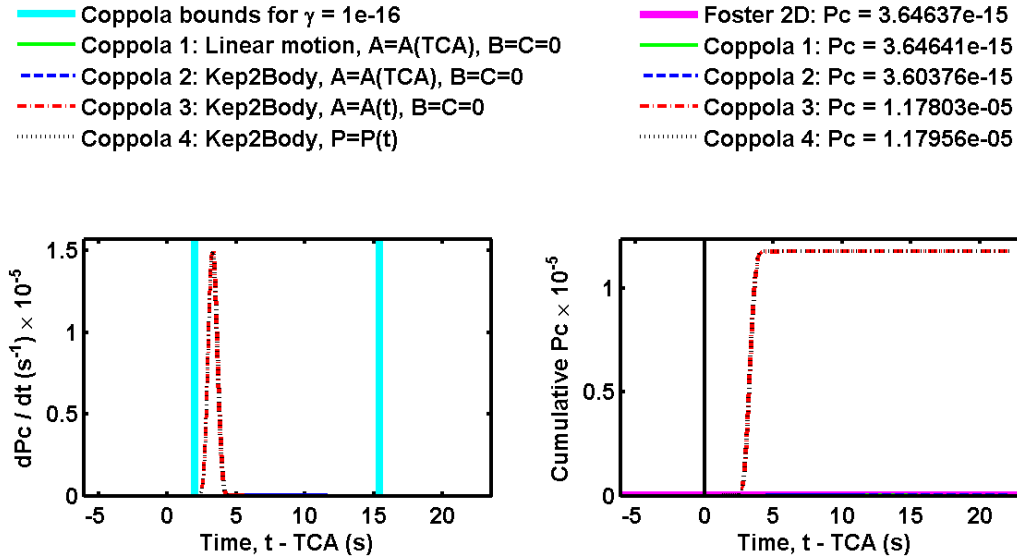 Coppola bounds for γ = 1e-16
Coppola 1: Linear motion, A=A(TCA), B=C=0
Coppola 2: Kep2Body, A=A(TCA), B=C=0
Coppola 3: Kep2Body, A=A(t), B=C=0
Coppola 4: Kep2Body, P=P(t)
Foster 2D: Pc = 3.64637e-15
Coppola 1: Pc = 3.64641e-15
Coppola 2: Pc = 3.60376e-15
Coppola 3: Pc = 1.17803e-05
Coppola 4: Pc = 1.17956e-05
dPc / dt (s⁻¹) × 10⁻⁵
1.5
1
0.5
0
-5 0 5 10 15 20
Time, t - TCA (s)
Cumulative Pc × 10⁻⁵
1
0.5
0
-5 0 5 10 15 20
Time, t - TCA (s)